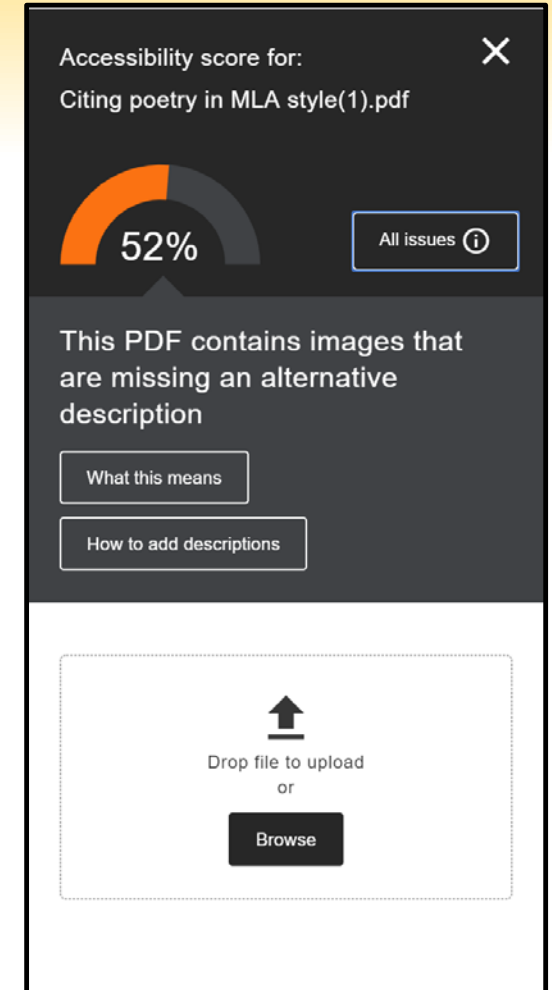 Accessibility score for:
Citing poetry in MLA style(1).pdf
52%
All issues
This PDF contains images that
are missing an alternative
description
What this means
How to add descriptions
Drop file to upload
or
Browse